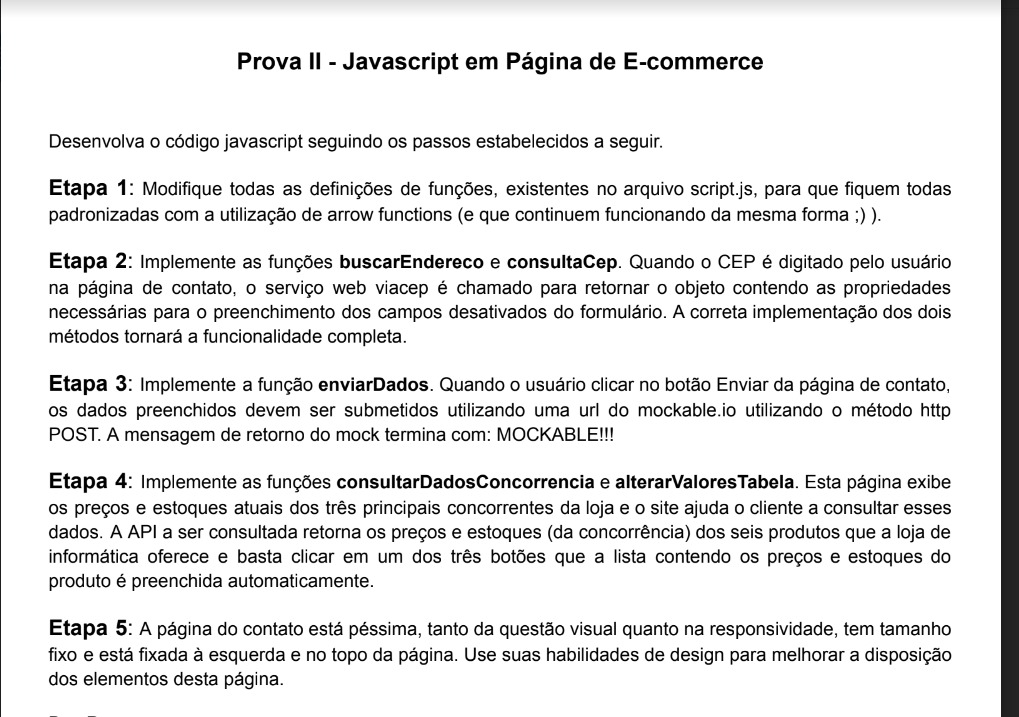 Prova II - Javascript em Página de E-commerce
Desenvolva o código javascript seguindo os passos estabelecidos a seguir.
Etapa 1: Modifique todas as definições de funções, existentes no arquivo script.js, para que fiquem todas
padronizadas com a utilização de arrow functions (e que continuem funcionando da mesma forma ;) ).
Etapa 2: Implemente as funções buscarEndereco e consultaCep. Quando o CEP é digitado pelo usuário
na página de contato, o serviço web viacep é chamado para retornar o objeto contendo as propriedades
necessárias para o preenchimento dos campos desativados do formulário. A correta implementação dos dois
métodos tornará a funcionalidade completa.
Etapa 3: Implemente a função enviarDados. Quando o usuário clicar no botão Enviar da página de contato,
os dados preenchidos devem ser submetidos utilizando uma url do mockable.io utilizando o método http
POST. A mensagem de retorno do mock termina com: MOCKABLE!!!
Etapa 4: Implemente as funções consultarDadosConcorrencia e alterarValoresTabela. Esta página exibe
os preços e estoques atuais dos três principais concorrentes da loja e o site ajuda o cliente a consultar esses
dados. A API a ser consultada retorna os preços e estoques (da concorrência) dos seis produtos que a loja de
informática oferece e basta clicar em um dos três botões que a lista contendo os preços e estoques do
produto é preenchida automaticamente.
Etapa 5: A página do contato está péssima, tanto da questão visual quanto na responsividade, tem tamanho
fixo e está fixada à esquerda e no topo da página. Use suas habilidades de design para melhorar a disposição
dos elementos desta página.